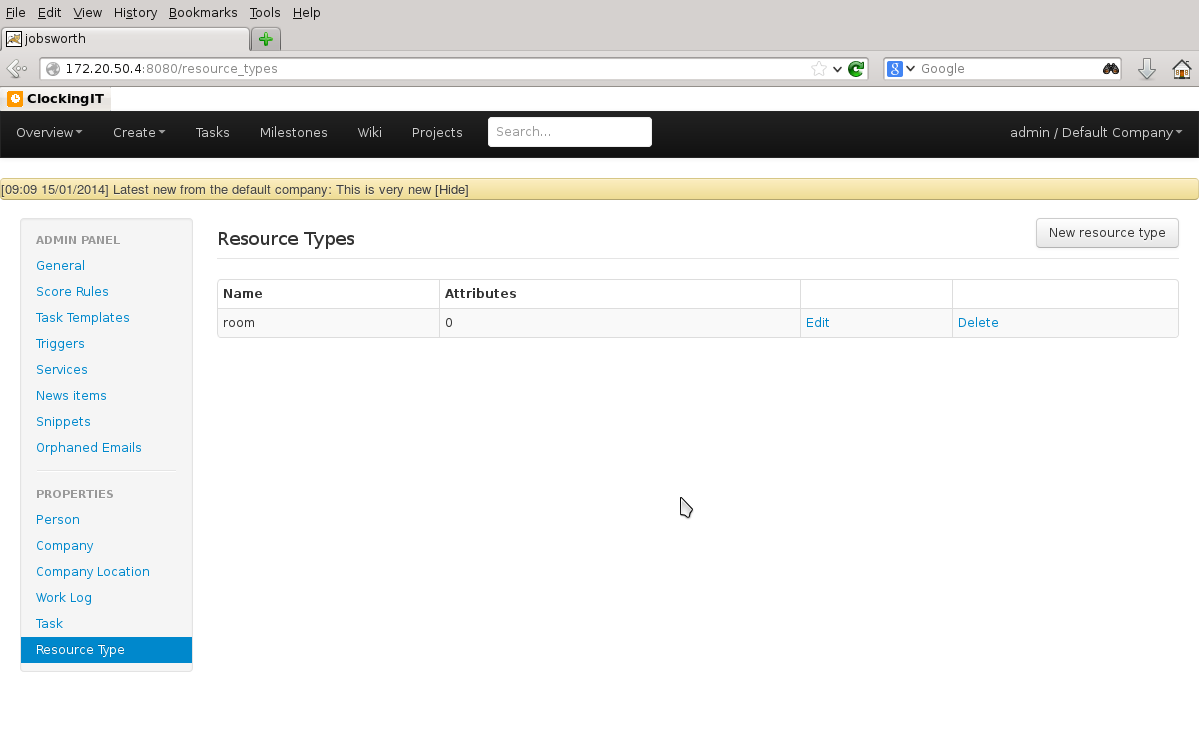 File Edit View History Bookmarks Tools Help
jobsworth
172.20.50.4:8080/resource_types
8 Google
ClockingIT
Overview Create Tasks Milestones Wiki Projects Search... admin / Default Company
[09:09 15/01/2014] Latest new from the default company: This is very new [Hide]
ADMIN PANEL
General
Score Rules
Task Templates
Triggers
Services
News items
Snippets
Orphaned Emails
PROPERTIES
Person
Company
Company Location
Work Log
Task
Resource Type
Resource Types
New resource type
Name Attributes
room 0 Edit Delete